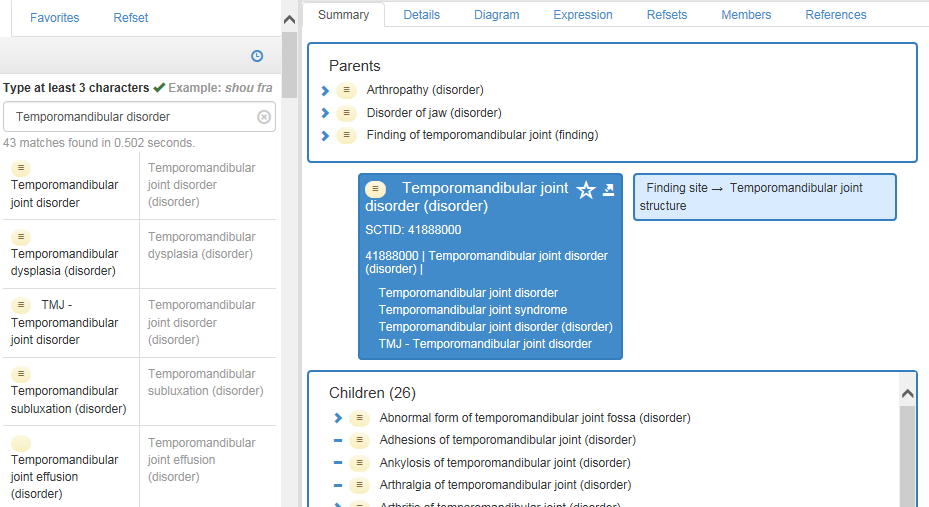 Favorites
Refset
Type at least 3 characters ✔ Example: shou fra
Temporomandibular disorder
43 matches found in 0.502 seconds.
Temporomandibular
joint disorder
Temporomandibular
joint disorder
(disorder)
Temporomandibular
dysplasia (disorder)
Temporomandibular
dysplasia (disorder)
TMJ -
Temporomandibular
joint disorder
Temporomandibular
joint disorder
(disorder)
Temporomandibular
subluxation (disorder)
Temporomandibular
subluxation (disorder)
Temporomandibular
joint effusion
(disorder)
Temporomandibular
joint effusion
(disorder)
Summary
Details
Diagram
Expression
Refsets
Members
References
Parents
Arthropathy (disorder)
Disorder of jaw (disorder)
Finding of temporomandibular joint (finding)
Temporomandibular joint
disorder (disorder)
SCTID: 41888000
41888000 | Temporomandibular joint disorder
(disorder) |
Temporomandibular joint disorder
Temporomandibular joint syndrome
Temporomandibular joint disorder (disorder)
TMJ - Temporomandibular joint disorder
Finding site → Temporomandibular joint
structure
Children (26)
Abnormal form of temporomandibular joint fossa (disorder)
Adhesions of temporomandibular joint (disorder)
Ankylosis of temporomandibular joint (disorder)
Arthralgia of temporomandibular joint (disorder)
Arthritis of temporomandibular joint (disorder)